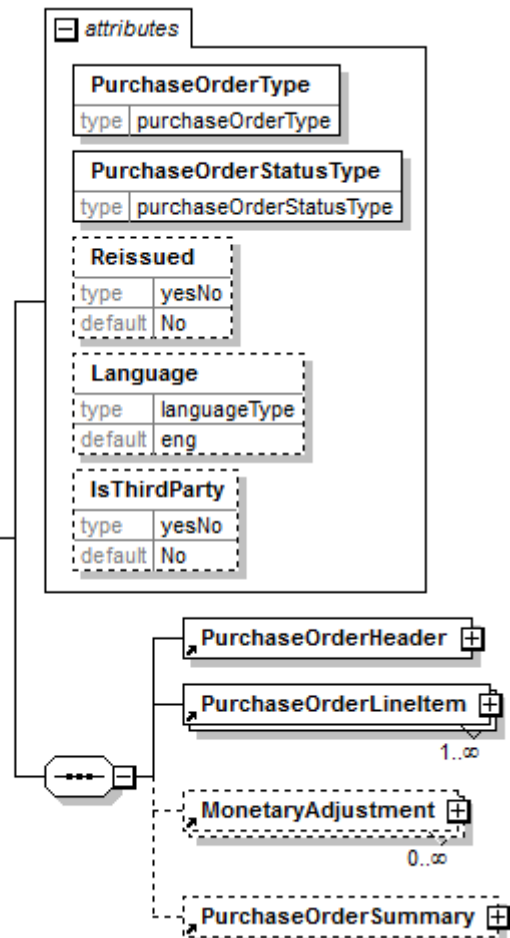 attributes
PurchaseOrderType
type purchaseOrderType
PurchaseOrderStatusType
type purchaseOrderStatusType
Reissued
type yesNo
default No
Language
type languageType
default eng
IsThirdParty
type yesNo
default No
PurchaseOrderHeader
PurchaseOrderLineItem
1..∞
MonetaryAdjustment
0..∞
PurchaseOrderSummary